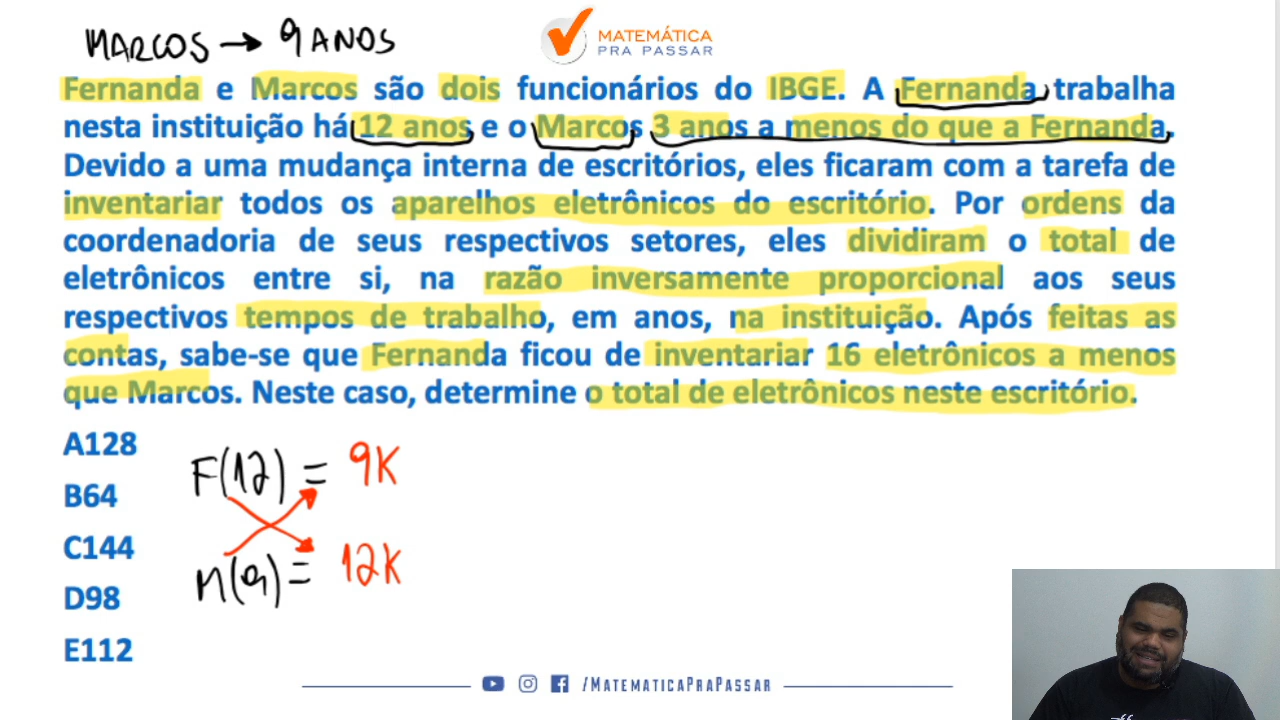 MARCOS → 9 ANOS
MATEMÁTICA
PRA PASSAR
Fernanda e Marcos são dois funcionários do IBGE. A Fernanda trabalha
nesta instituição há 12 anos e o Marcos 3 anos a menos do que a Fernanda.
Devido a uma mudança interna de escritórios, eles ficaram com a tarefa de
inventariar todos os aparelhos eletrônicos do escritório. Por ordens da
coordenadoria de seus respectivos setores, eles dividiram o total de
eletrônicos entre si, na razão inversamente proporcional aos seus
respectivos tempos de trabalho, em anos, na instituição. Após feitas as
contas, sabe-se que Fernanda ficou de inventariar 16 eletrônicos a menos
que Marcos. Neste caso, determine o total de eletrônicos neste escritório.
A128
B64
C144
D98
E112
F(12) = 9K
M(9) = 12K
/MATEMATICAPRAPASSAR